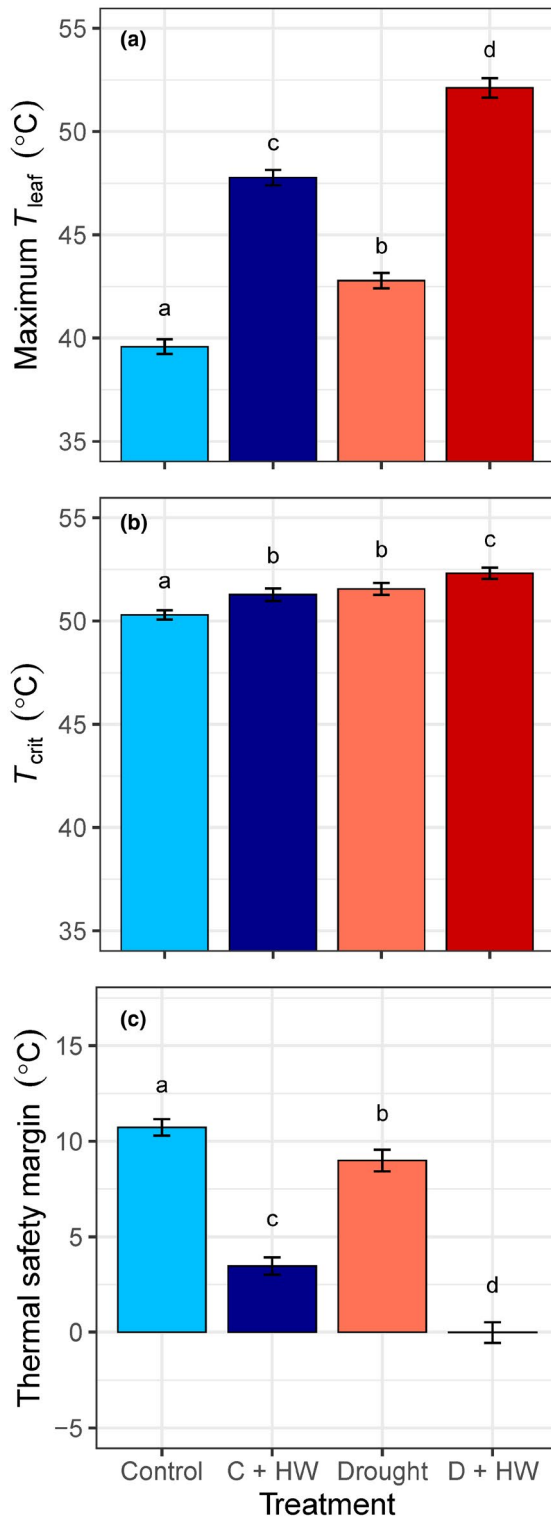 (a)
Maximum T leaf (°C)
55
50
45
40
35
a
c
b
d
(b)
T crit (°C)
55
50
45
40
35
a
b
b
c
(c)
Thermal safety margin (°C)
15
10
5
0
−5
a
c
b
d
Control C + HW Drought D + HW
Treatment